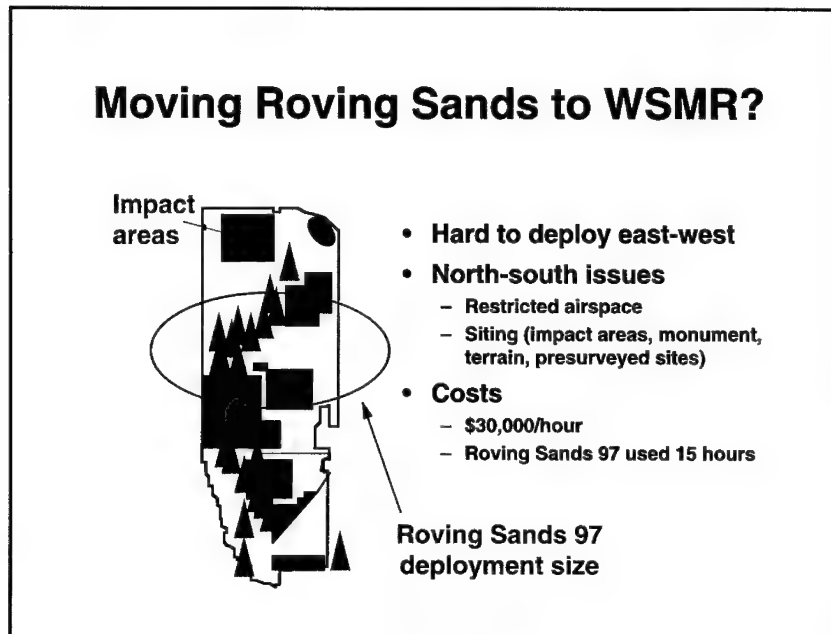 Moving Roving Sands to WSMR?
Impact
areas
• Hard to deploy east-west
• North-south issues
– Restricted airspace
– Siting (impact areas, monument,
terrain, presurveyed sites)
• Costs
– $30,000/hour
– Roving Sands 97 used 15 hours
Roving Sands 97
deployment size